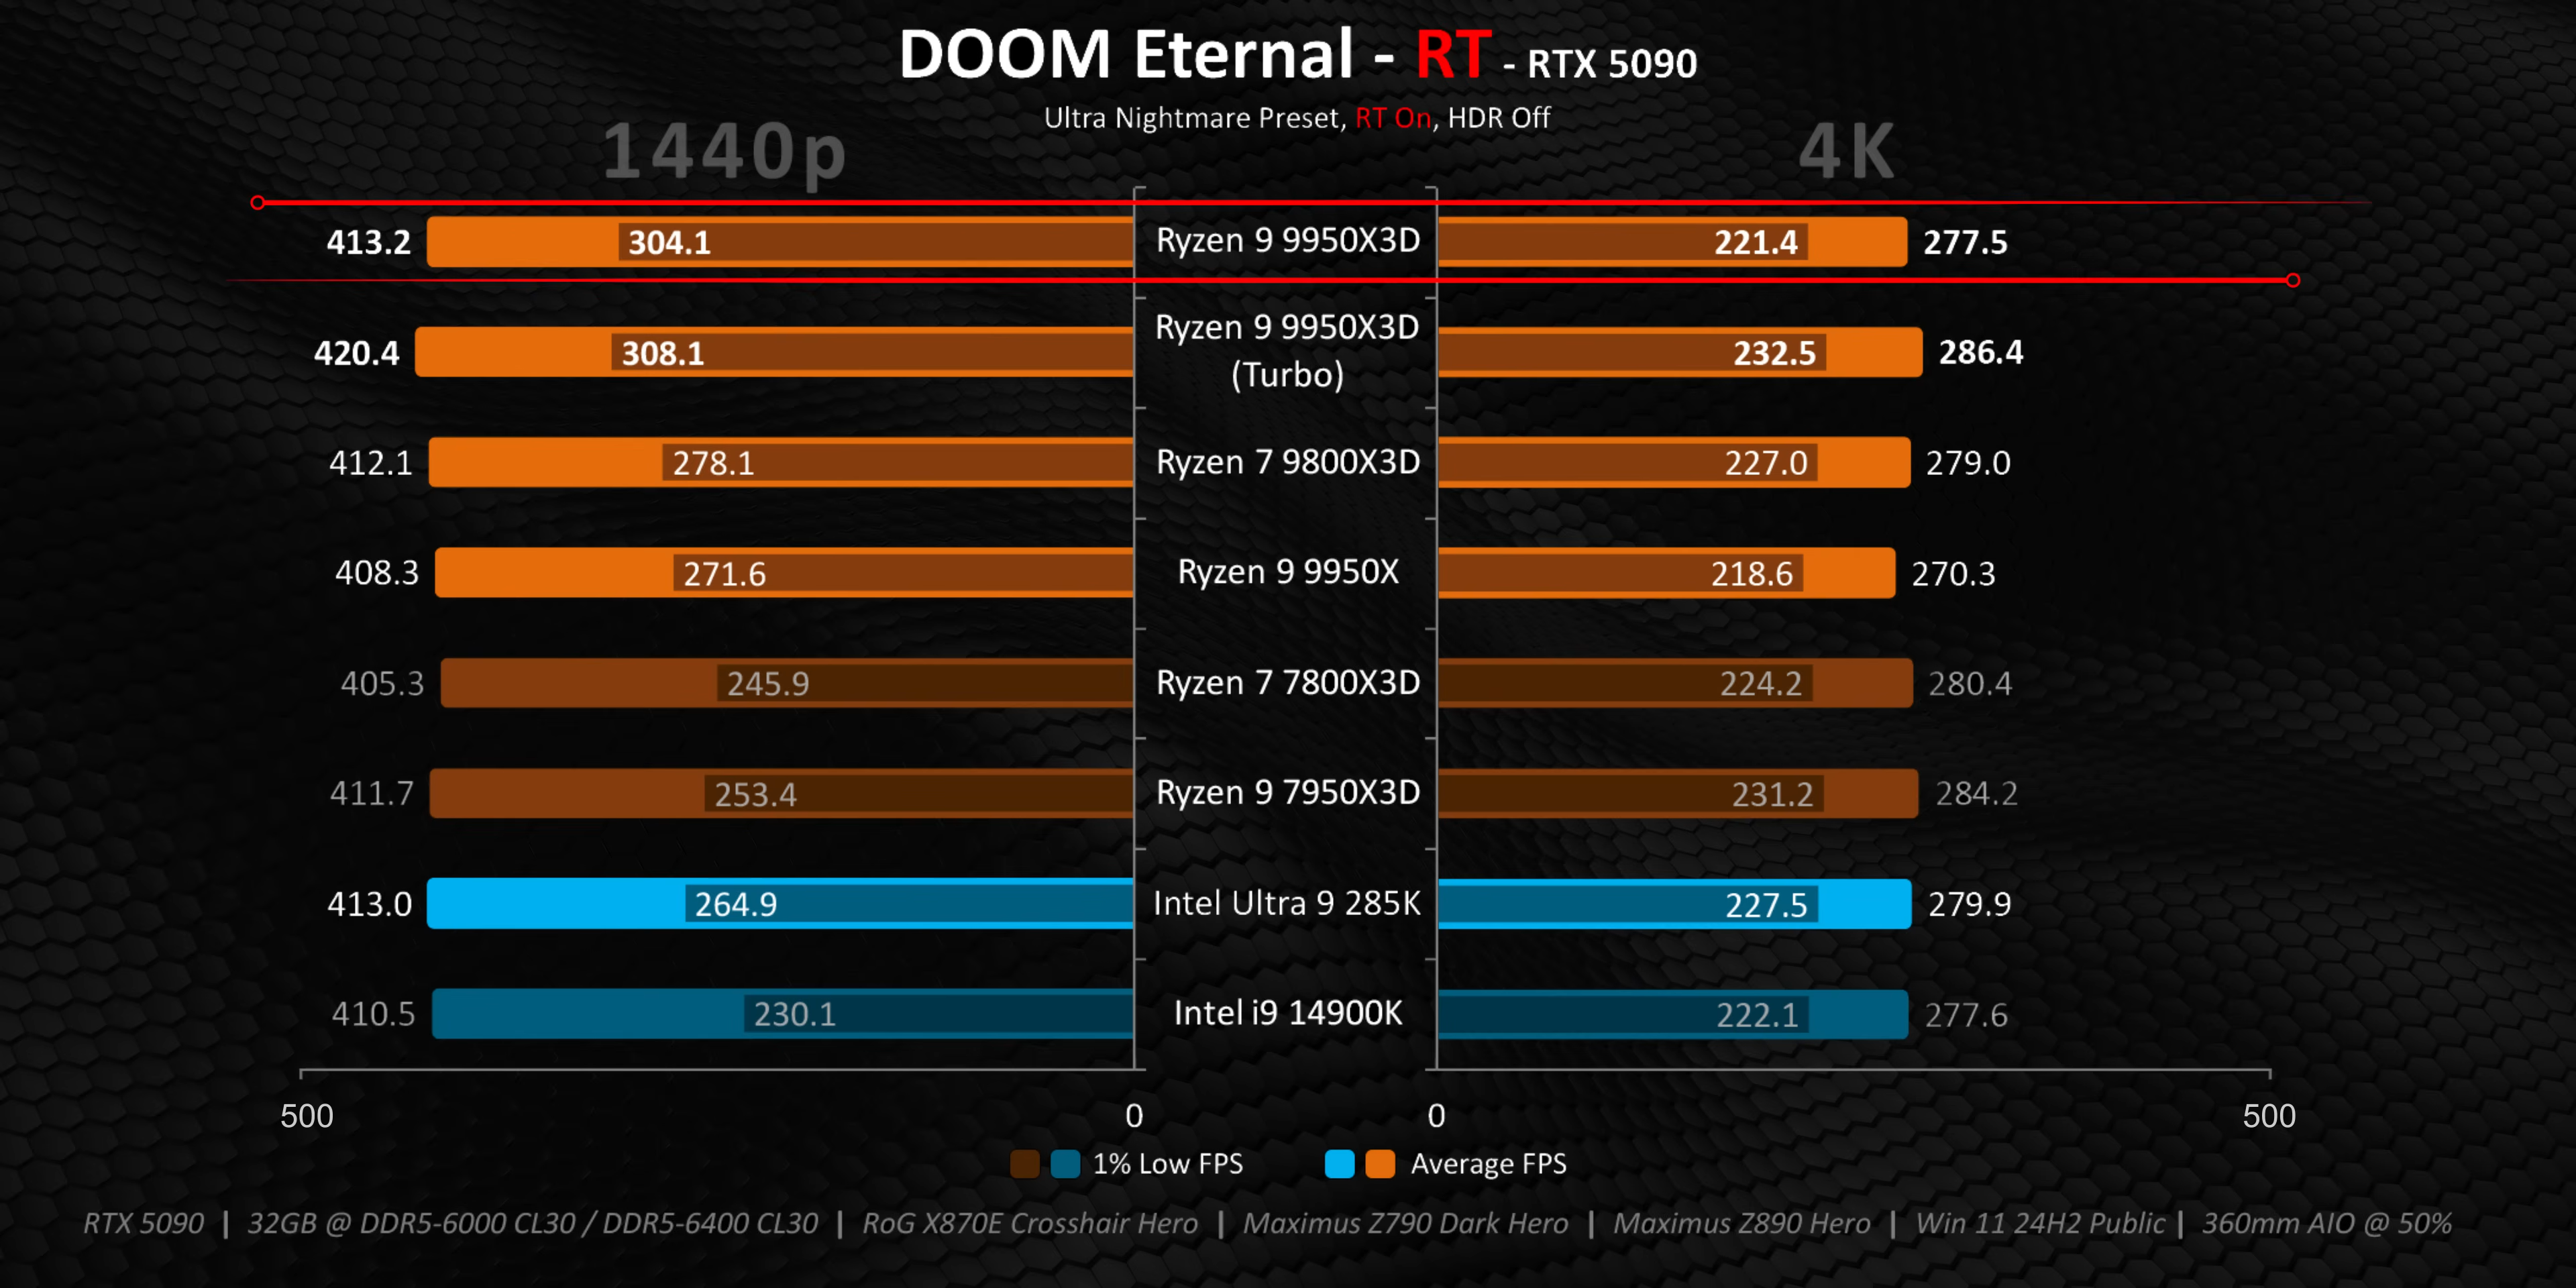 DOOM Eternal - RT - RTX 5090
Ultra Nightmare Preset, RT On, HDR Off
1440p 4K
413.2 304.1 Ryzen 9 9950X3D 221.4 277.5
420.4 308.1 Ryzen 9 9950X3D (Turbo) 232.5 286.4
412.1 278.1 Ryzen 7 9800X3D 227.0 279.0
408.3 271.6 Ryzen 9 9950X 218.6 270.3
405.3 245.9 Ryzen 7 7800X3D 224.2 280.4
411.7 253.4 Ryzen 9 7950X3D 231.2 284.2
413.0 264.9 Intel Ultra 9 285K 227.5 279.9
410.5 230.1 Intel i9 14900K 222.1 277.6
500 0 0 500
1% Low FPS Average FPS
RTX 5090 | 32GB @ DDR5-6000 CL30 / DDR5-6400 CL30 | RoG X870E Crosshair Hero | Maximus Z790 Dark Hero | Maximus Z890 Hero | Win 11 24H2 Public | 360mm AIO @ 50%